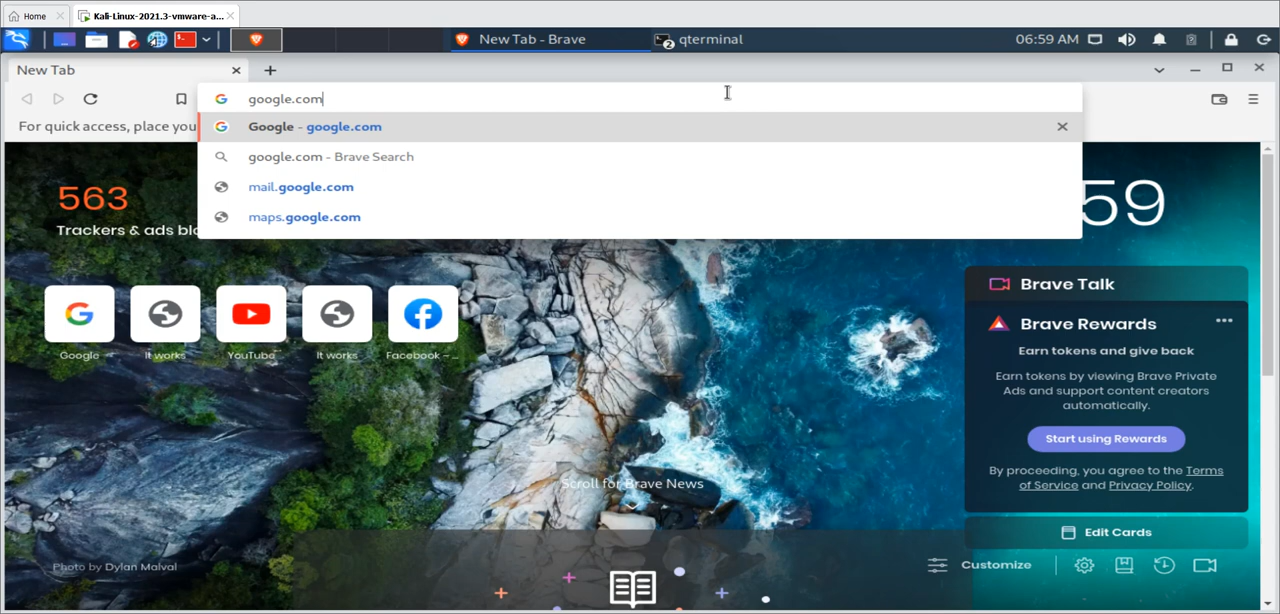 Home
Kali-Linux-2021.3-vmware-a...
New Tab - Brave
2 qterminal
06:59 AM
New Tab
google.com
For quick access, place you
Google - google.com
google.com - Brave Search
mail.google.com
maps.google.com
563
Trackers & ads blo
59
Google
It works
YouTube
It works
Facebook – ...
Brave Talk
Brave Rewards
Earn tokens and give back
Earn tokens by viewing Brave Private
Ads and support content creators
automatically.
Start using Rewards
By proceeding, you agree to the Terms
of Service and Privacy Policy.
Scroll for Brave News
Edit Cards
Photo by Dylan Malval
Customize